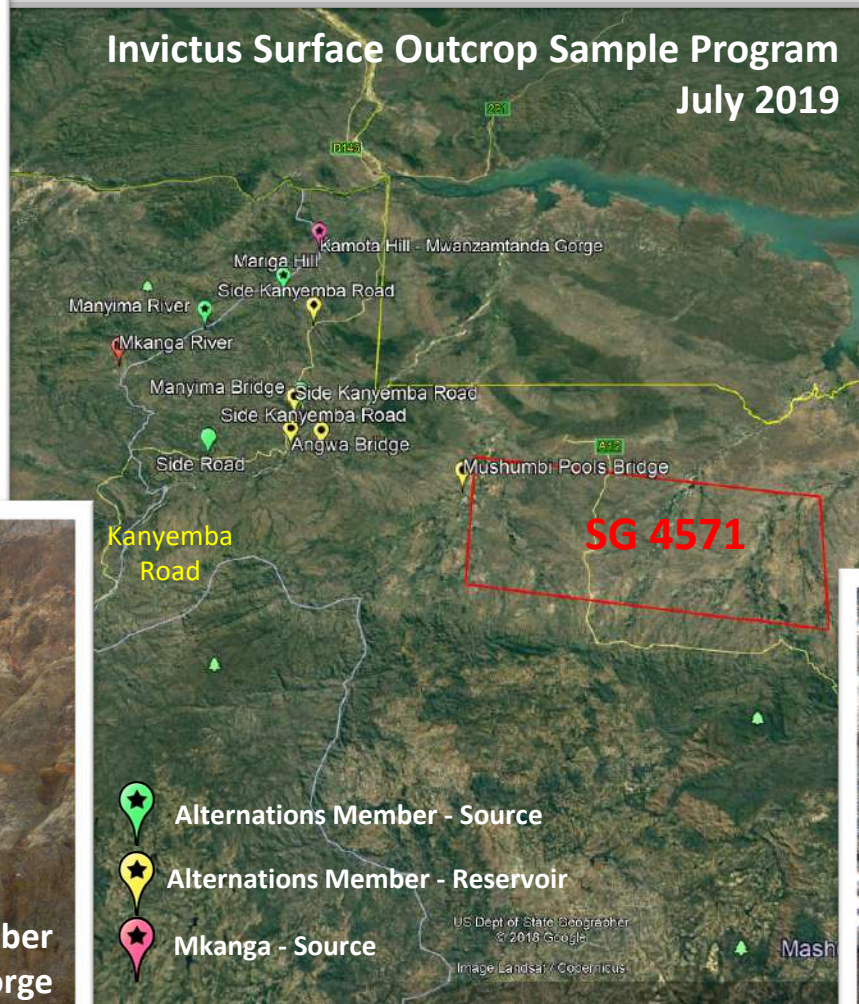 Invictus Surface Outcrop Sample Program
July 2019
221
D145
Kamota Hill - Mwanzamtanda Gorge
Mariga Hill
Side Kanyemba Road
Manyima River
Mkanga River
Manyima Bridge
Side Kanyemba Road
Side Kanyemba Road
Angwa Bridge
Side Road
A12
Mushumbi Pools Bridge
SG 4571
Kanyemba
Road
Alternations Member - Source
Alternations Member - Reservoir
Mkanga - Source
ber
orge
US Dept of State Geographer
© 2018 Google
Image Landsat / Copernicus
Mash